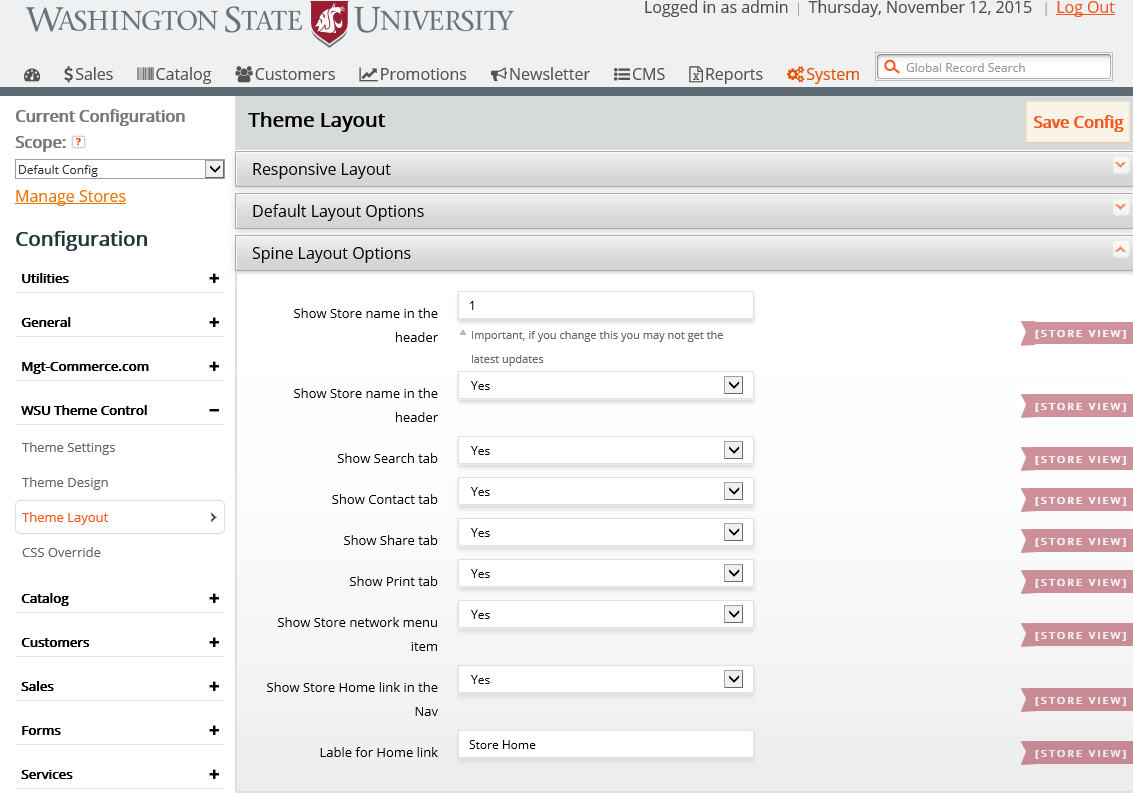 WASHINGTON STATE UNIVERSITY
Logged in as admin | Thursday, November 12, 2015 | Log Out
$Sales Catalog Customers Promotions Newsletter CMS Reports System Global Record Search
Current Configuration
Scope: ?
Default Config
Manage Stores
Configuration
Utilities +
General +
Mgt-Commerce.com +
WSU Theme Control −
Theme Settings
Theme Design
Theme Layout
CSS Override
Catalog +
Customers +
Sales +
Forms +
Services +
Theme Layout
Save Config
Responsive Layout
Default Layout Options
Spine Layout Options
Show Store name in the
header
1
Important, if you change this you may not get the
latest updates
[STORE VIEW]
Show Store name in the
header
Yes
[STORE VIEW]
Show Search tab Yes [STORE VIEW]
Show Contact tab Yes [STORE VIEW]
Show Share tab Yes [STORE VIEW]
Show Print tab Yes [STORE VIEW]
Show Store network menu
item
Yes
[STORE VIEW]
Show Store Home link in the
Nav
Yes
[STORE VIEW]
Lable for Home link Store Home [STORE VIEW]